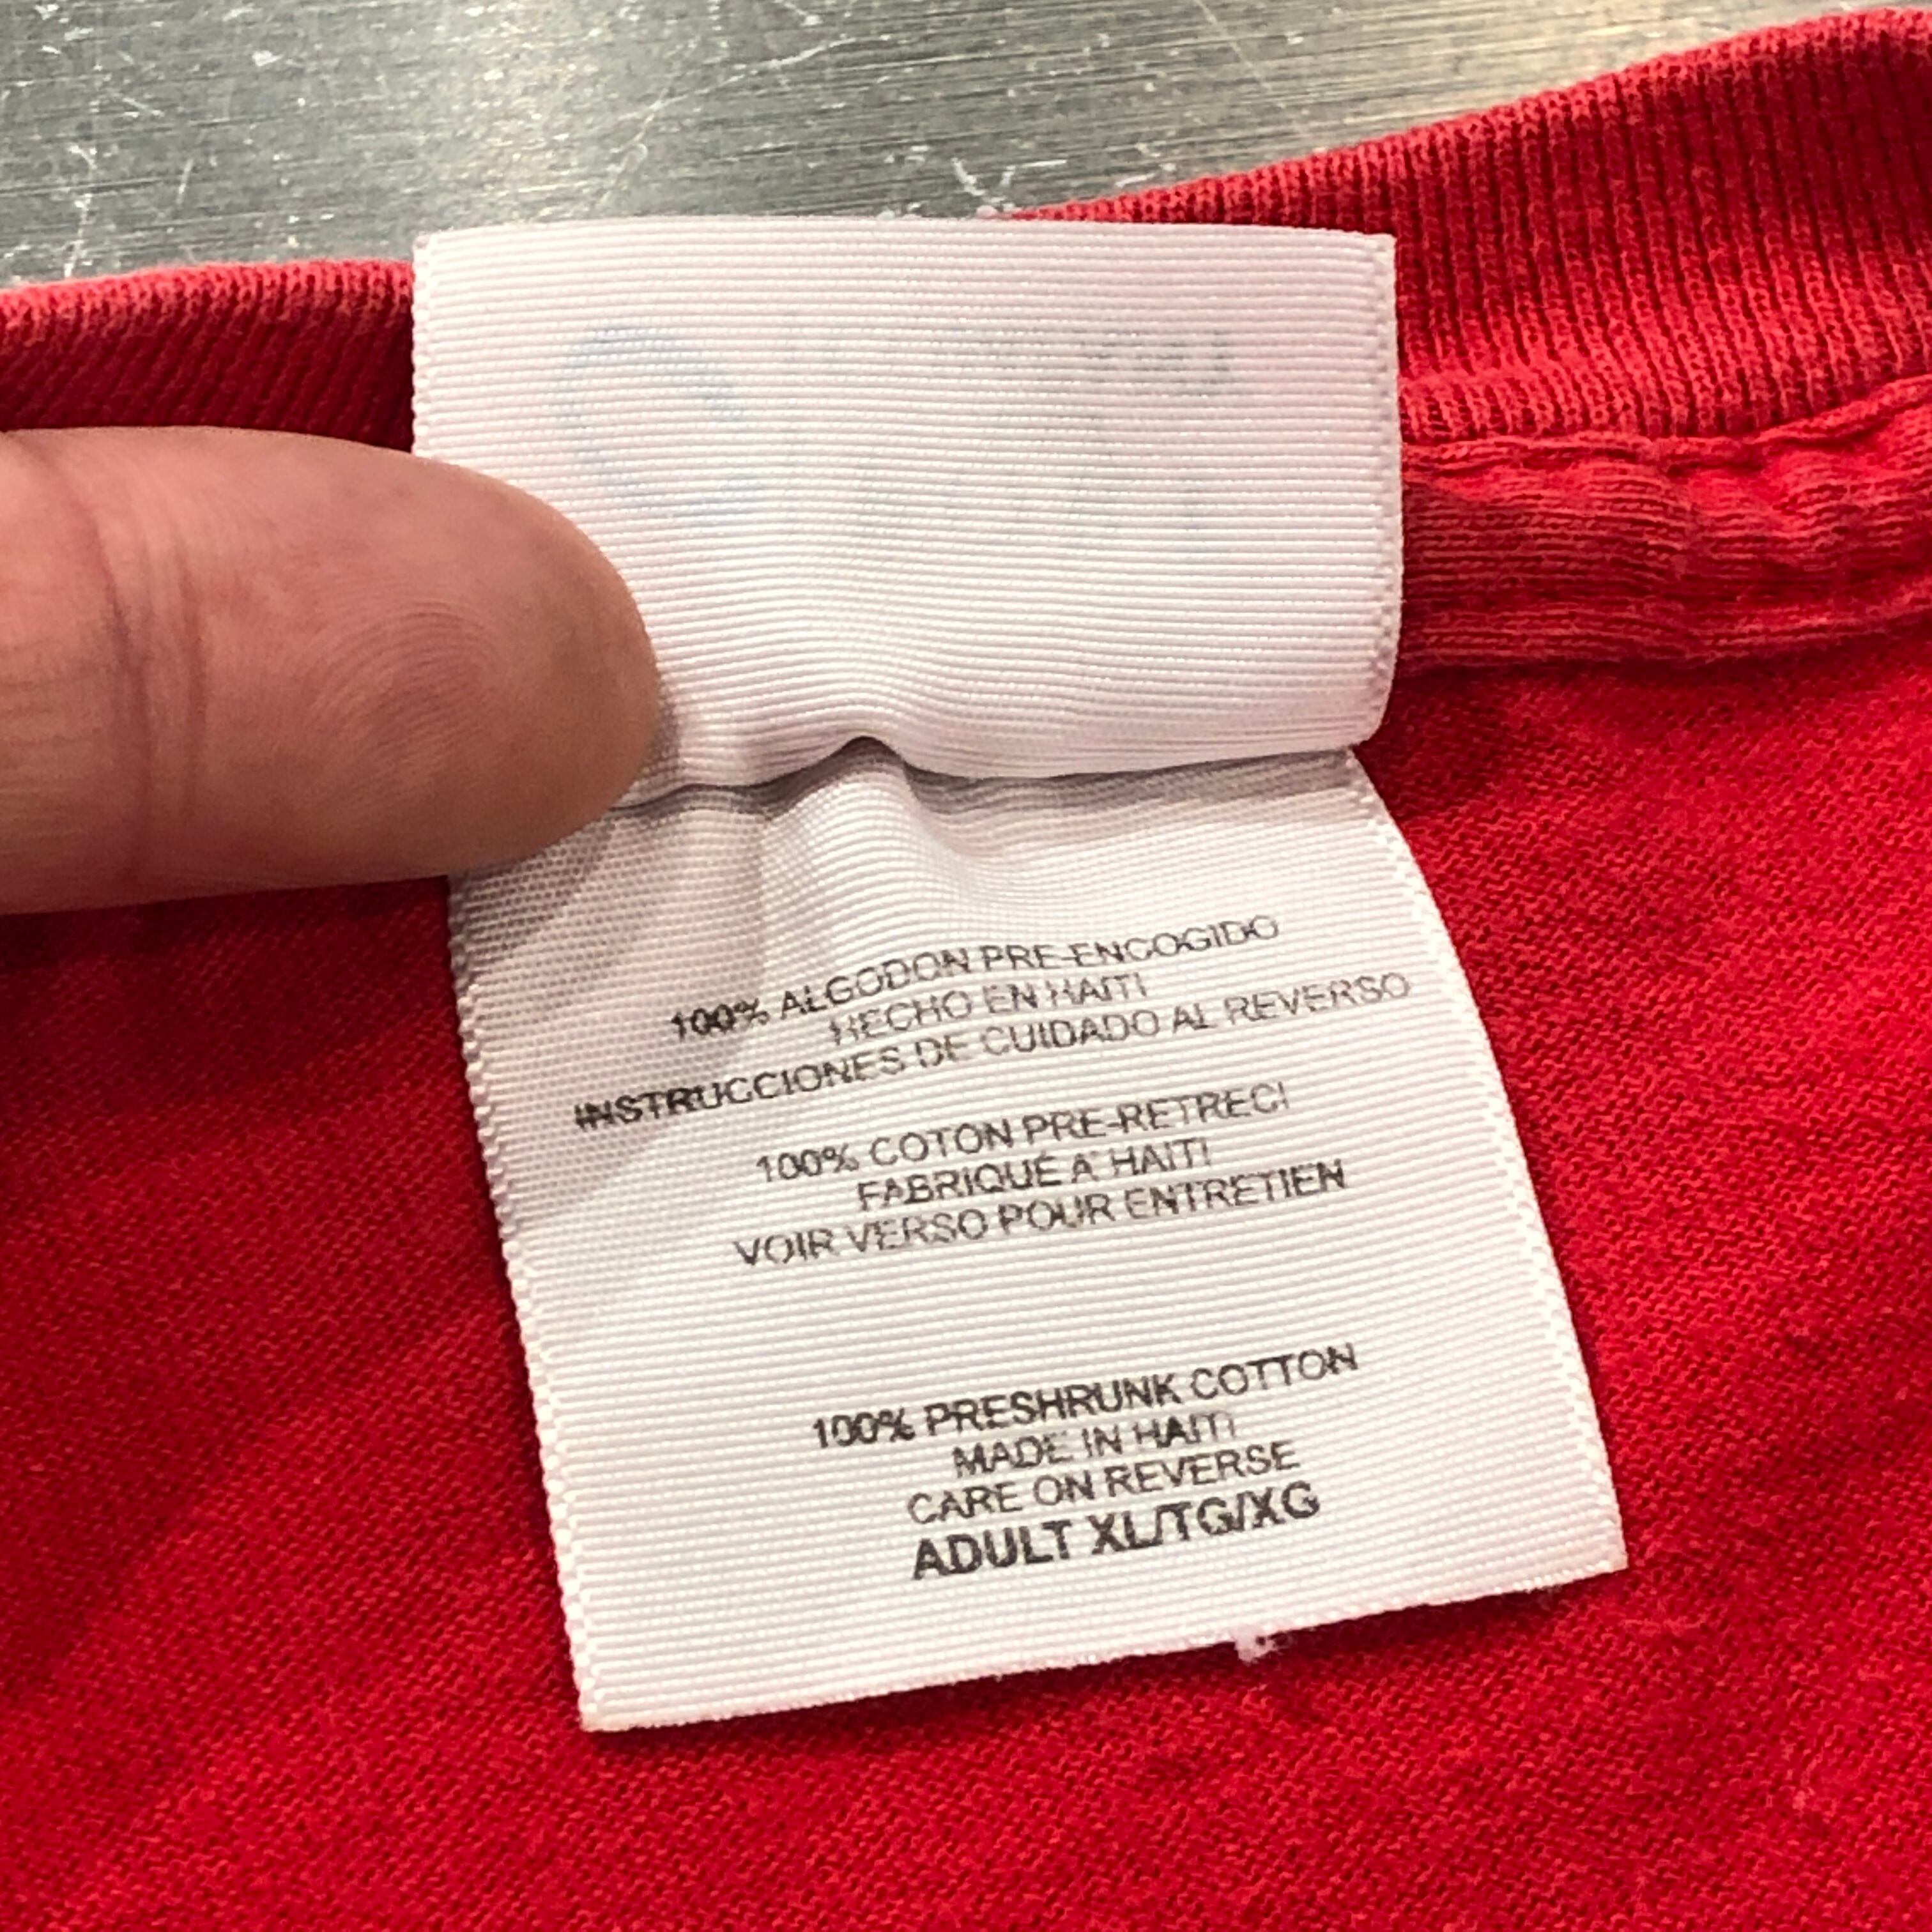 100% ALGODON PRE-ENCOGIDO
HECHO EN HAITI
INSTRUCCIONES DE CUIDADO AL REVERSO
100% COTON PRE-RETRECI
FABRIQUÉ A HAITI
VOIR VERSO POUR ENTRETIEN
100% PRESHRUNK COTTON
MADE IN HAITI
CARE ON REVERSE
ADULT XL/TG/XG